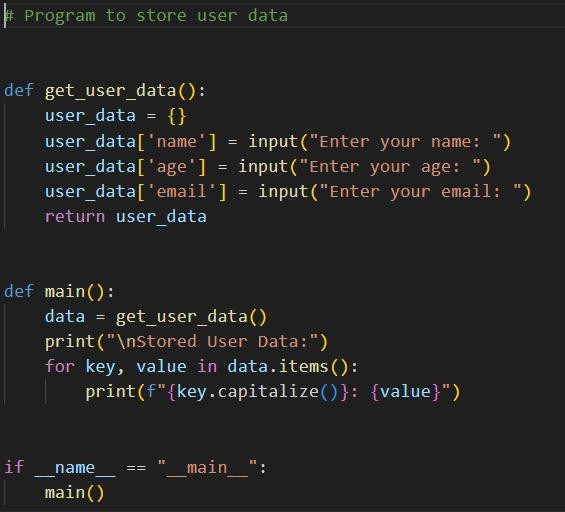 # Program to store user data
def get_user_data():
    user_data = {}
    user_data['name'] = input("Enter your name: ")
    user_data['age'] = input("Enter your age: ")
    user_data['email'] = input("Enter your email: ")
    return user_data
def main():
    data = get_user_data()
    print("\nStored User Data:")
    for key, value in data.items():
        print(f"{key.capitalize()}: {value}")
if __name__ == "__main__":
    main()